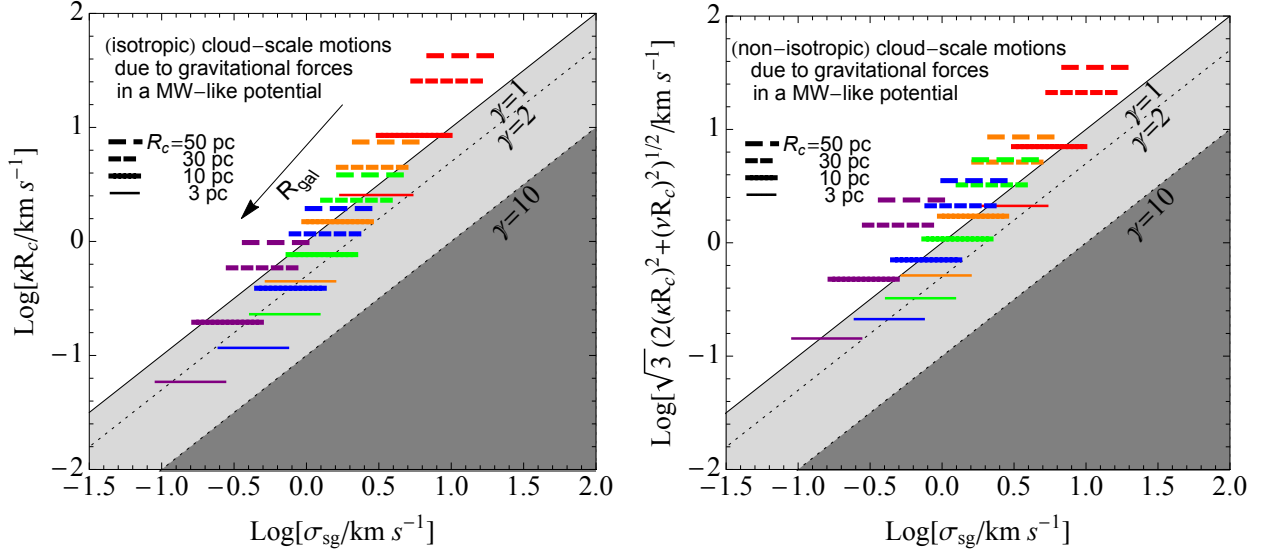 (isotropic) cloud−scale motions
due to gravitational forces
in a MW−like potential
R_c=50 pc
30 pc
10 pc
3 pc
R_gal
γ=1
γ=2
γ=10
Log[κR_c/km s⁻¹]
2
1
0
−1
−2
−1.5 −1.0 −0.5 0.0 0.5 1.0 1.5 2.0
Log[σ_sg/km s⁻¹]
(non−isotropic) cloud−scale motions
due to gravitational forces
in a MW−like potential
R_c=50 pc
30 pc
10 pc
3 pc
γ=1
γ=2
γ=10
Log[√3 (2(κR_c)²+(νR_c)²)^{1/2}/km s⁻¹]
2
1
0
−1
−2
−1.5 −1.0 −0.5 0.0 0.5 1.0 1.5 2.0
Log[σ_sg/km s⁻¹]